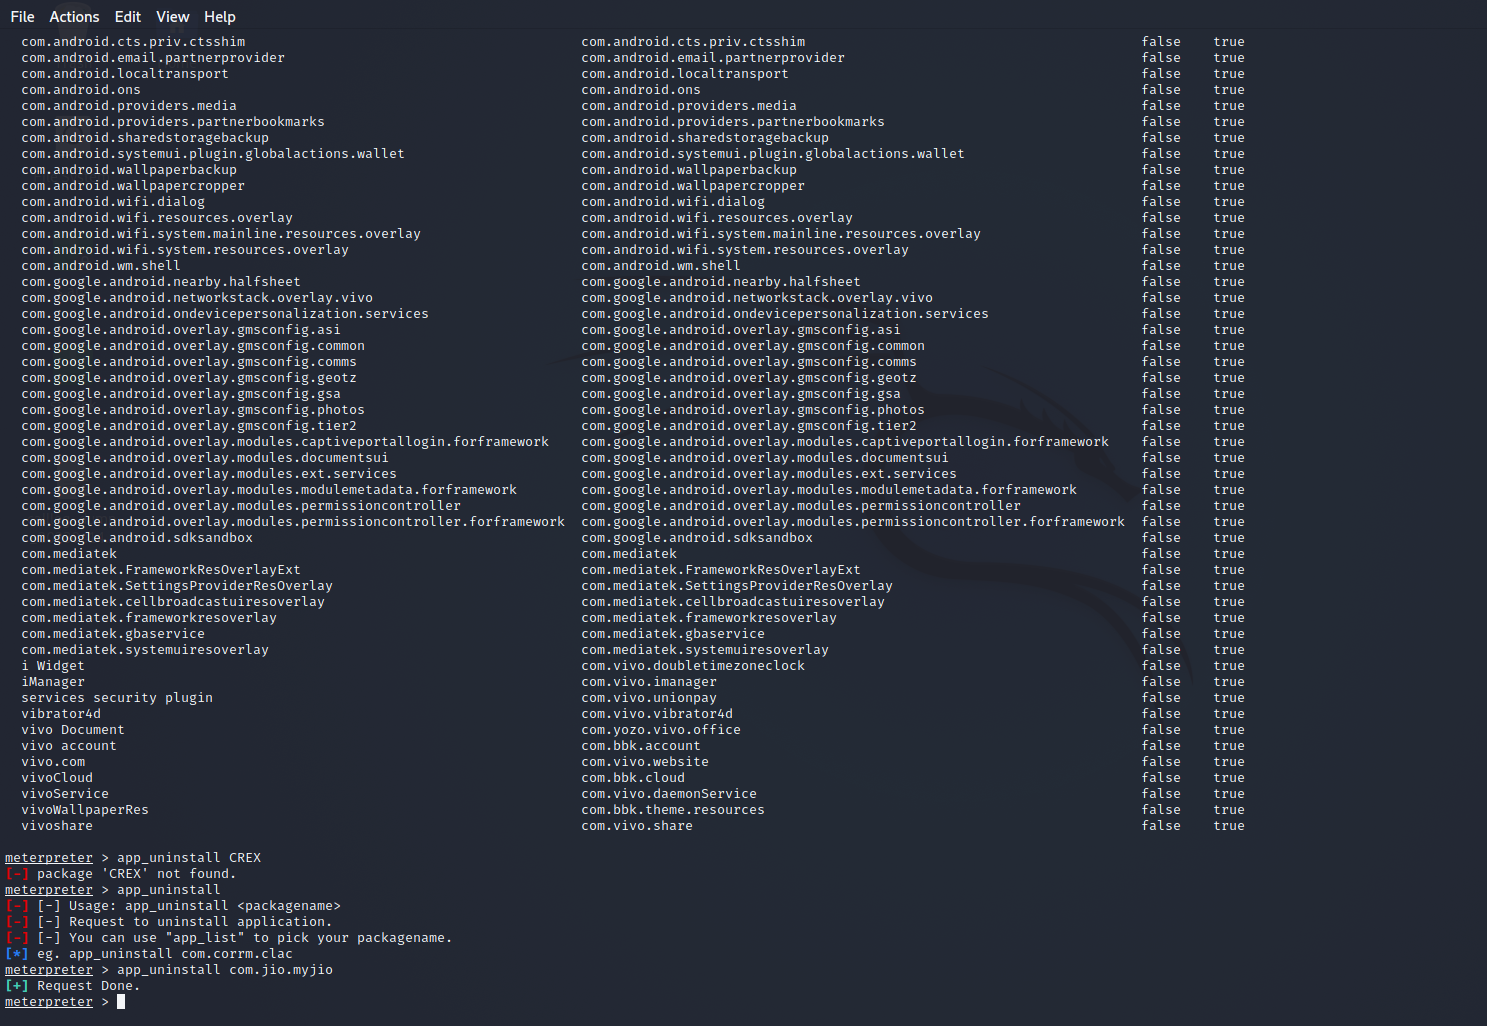 File Actions Edit View Help
com.android.cts.priv.ctsshim com.android.cts.priv.ctsshim false true
com.android.email.partnerprovider com.android.email.partnerprovider false true
com.android.localtransport com.android.localtransport false true
com.android.ons com.android.ons false true
com.android.providers.media com.android.providers.media false true
com.android.providers.partnerbookmarks com.android.providers.partnerbookmarks false true
com.android.sharedstoragebackup com.android.sharedstoragebackup false true
com.android.systemui.plugin.globalactions.wallet com.android.systemui.plugin.globalactions.wallet false true
com.android.wallpaperbackup com.android.wallpaperbackup false true
com.android.wallpapercropper com.android.wallpapercropper false true
com.android.wifi.dialog com.android.wifi.dialog false true
com.android.wifi.resources.overlay com.android.wifi.resources.overlay false true
com.android.wifi.system.mainline.resources.overlay com.android.wifi.system.mainline.resources.overlay false true
com.android.wifi.system.resources.overlay com.android.wifi.system.resources.overlay false true
com.android.wm.shell com.android.wm.shell false true
com.google.android.nearby.halfsheet com.google.android.nearby.halfsheet false true
com.google.android.networkstack.overlay.vivo com.google.android.networkstack.overlay.vivo false true
com.google.android.ondevicepersonalization.services com.google.android.ondevicepersonalization.services false true
com.google.android.overlay.gmsconfig.asi com.google.android.overlay.gmsconfig.asi false true
com.google.android.overlay.gmsconfig.common com.google.android.overlay.gmsconfig.common false true
com.google.android.overlay.gmsconfig.comms com.google.android.overlay.gmsconfig.comms false true
com.google.android.overlay.gmsconfig.geotz com.google.android.overlay.gmsconfig.geotz false true
com.google.android.overlay.gmsconfig.gsa com.google.android.overlay.gmsconfig.gsa false true
com.google.android.overlay.gmsconfig.photos com.google.android.overlay.gmsconfig.photos false true
com.google.android.overlay.gmsconfig.tier2 com.google.android.overlay.gmsconfig.tier2 false true
com.google.android.overlay.modules.captiveportallogin.forframework com.google.android.overlay.modules.captiveportallogin.forframework false true
com.google.android.overlay.modules.documentsui com.google.android.overlay.modules.documentsui false true
com.google.android.overlay.modules.ext.services com.google.android.overlay.modules.ext.services false true
com.google.android.overlay.modules.modulemetadata.forframework com.google.android.overlay.modules.modulemetadata.forframework false true
com.google.android.overlay.modules.permissioncontroller com.google.android.overlay.modules.permissioncontroller false true
com.google.android.overlay.modules.permissioncontroller.forframework com.google.android.overlay.modules.permissioncontroller.forframework false true
com.google.android.sdksandbox com.google.android.sdksandbox false true
com.mediatek com.mediatek false true
com.mediatek.FrameworkResOverlayExt com.mediatek.FrameworkResOverlayExt false true
com.mediatek.SettingsProviderResOverlay com.mediatek.SettingsProviderResOverlay false true
com.mediatek.cellbroadcastuiresoverlay com.mediatek.cellbroadcastuiresoverlay false true
com.mediatek.frameworkresoverlay com.mediatek.frameworkresoverlay false true
com.mediatek.gbaservice com.mediatek.gbaservice false true
com.mediatek.systemuiresoverlay com.mediatek.systemuiresoverlay false true
i Widget com.vivo.doubletimezoneclock false true
iManager com.vivo.imanager false true
services security plugin com.vivo.unionpay false true
vibrator4d com.vivo.vibrator4d false true
vivo Document com.yozo.vivo.office false true
vivo account com.bbk.account false true
vivo.com com.vivo.website false true
vivoCloud com.bbk.cloud false true
vivoService com.vivo.daemonService false true
vivoWallpaperRes com.bbk.theme.resources false true
vivoshare com.vivo.share false true
meterpreter > app_uninstall CREX
[-] package 'CREX' not found.
meterpreter > app_uninstall
[-] [-] Usage: app_uninstall <packagename>
[-] [-] Request to uninstall application.
[-] [-] You can use "app_list" to pick your packagename.
[*] eg. app_uninstall com.corrm.clac
meterpreter > app_uninstall com.jio.myjio
[+] Request Done.
meterpreter >